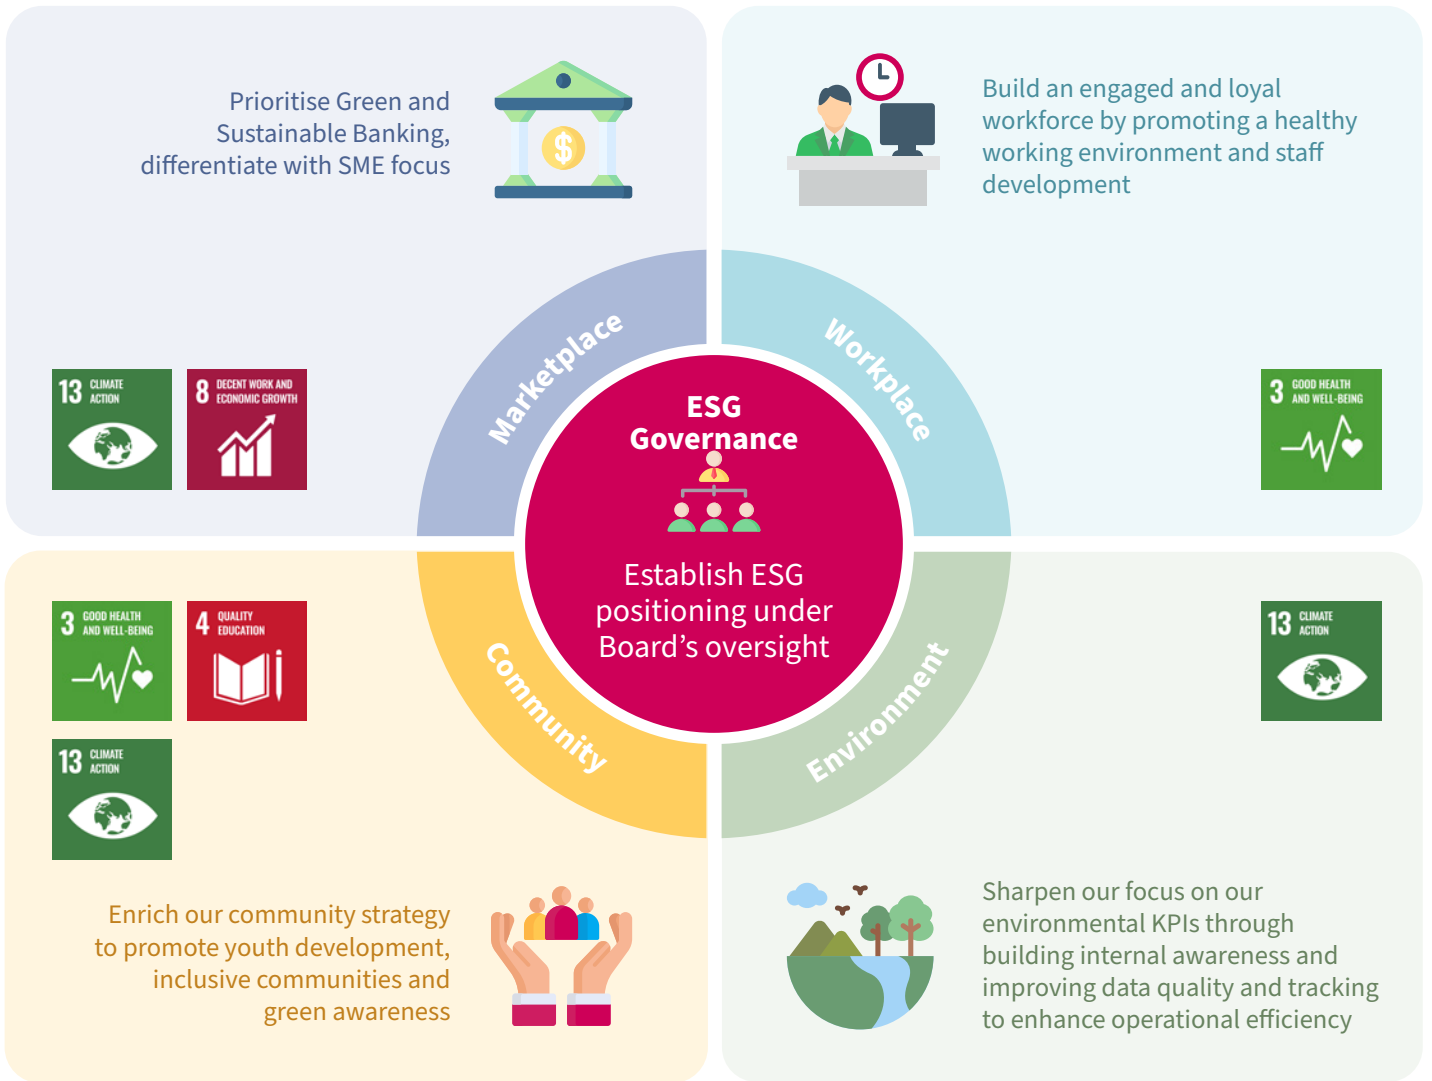 Prioritise Green and
Sustainable Banking,
differentiate with SME focus
$
13 CLIMATE
ACTION
8 DECENT WORK AND
ECONOMIC GROWTH
Marketplace
Build an engaged and loyal
workforce by promoting a healthy
working environment and staff
development
Workplace
3 GOOD HEALTH
AND WELL-BEING
ESG
Governance
Establish ESG
positioning under
Board’s oversight
3 GOOD HEALTH
AND WELL-BEING
4 QUALITY
EDUCATION
13 CLIMATE
ACTION
Community
Enrich our community strategy
to promote youth development,
inclusive communities and
green awareness
Environment
13 CLIMATE
ACTION
Sharpen our focus on our
environmental KPIs through
building internal awareness and
improving data quality and tracking
to enhance operational efficiency